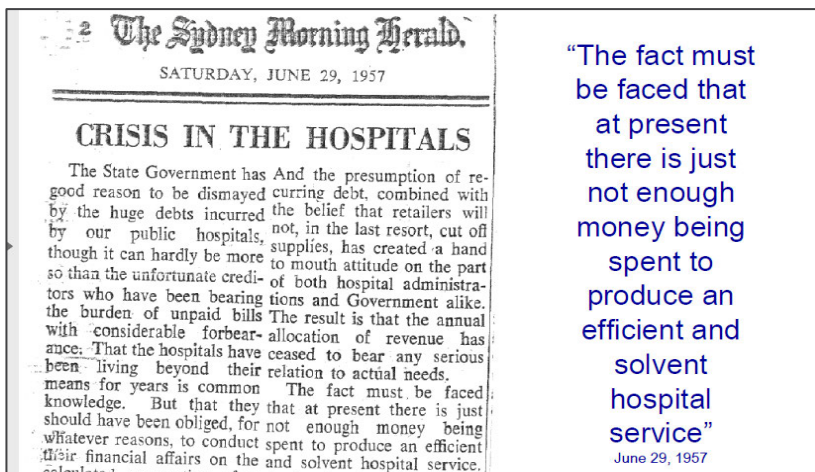 2 The Sydney Morning Herald.
SATURDAY, JUNE 29, 1957
CRISIS IN THE HOSPITALS
The State Government has
good reason to be dismayed
by the huge debts incurred
by our public hospitals,
though it can hardly be more
so than the unfortunate credi-
tors who have been bearing
the burden of unpaid bills
with considerable forbear-
ance. That the hospitals have
been living beyond their
means for years is common
knowledge. But that they
should have been obliged, for
whatever reasons, to conduct
their financial affairs on the
And the presumption of re-
curring debt, combined with
the belief that retailers will
not, in the last resort, cut off
supplies, has created a hand
to mouth attitude on the part
of both hospital administra-
tions and Government alike.
The result is that the annual
allocation of revenue has
ceased to bear any serious
relation to actual needs.
The fact must be faced
that at present there is just
not enough money being
spent to produce an efficient
and solvent hospital service.
“The fact must
be faced that
at present
there is just
not enough
money being
spent to
produce an
efficient and
solvent
hospital
service”
June 29, 1957